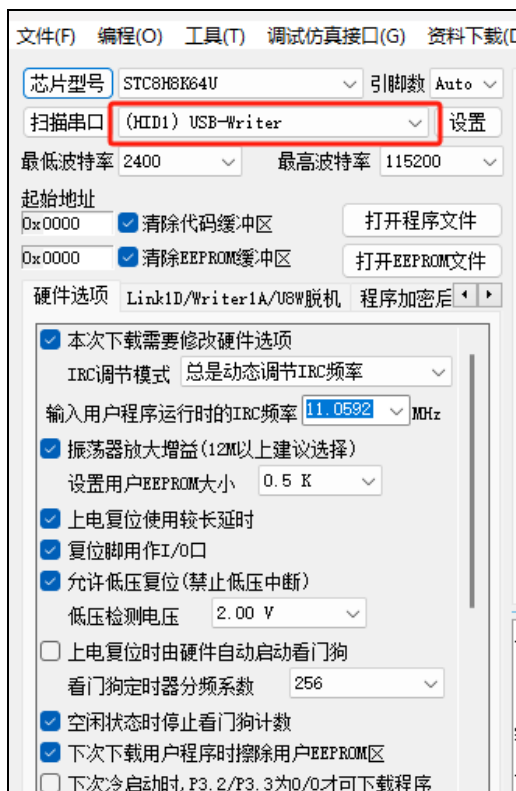 文件(F) 编程(O) 工具(T) 调试仿真接口(G) 资料下载(D
芯片型号 STC8H8K64U 引脚数 Auto
扫描串口 (HID1) USB-Writer 设置
最低波特率 2400 最高波特率 115200
起始地址
0x0000 清除代码缓冲区 打开程序文件
0x0000 清除EEPROM缓冲区 打开EEPROM文件
硬件选项 Link1D/Writer1A/U8W脱机 程序加密后
本次下载需要修改硬件选项
IRC调节模式 总是动态调节IRC频率
输入用户程序运行时的IRC频率 11.0592 MHz
振荡器放大增益(12M以上建议选择)
设置用户EEPROM大小 0.5 K
上电复位使用较长延时
复位脚用作I/O口
允许低压复位(禁止低压中断)
低压检测电压 2.00 V
上电复位时由硬件自动启动看门狗
看门狗定时器分频系数 256
空闲状态时停止看门狗计数
下次下载用户程序时擦除用户EEPROM区
下次冷启动时,P3.2/P3.3为0/0才可下载程序